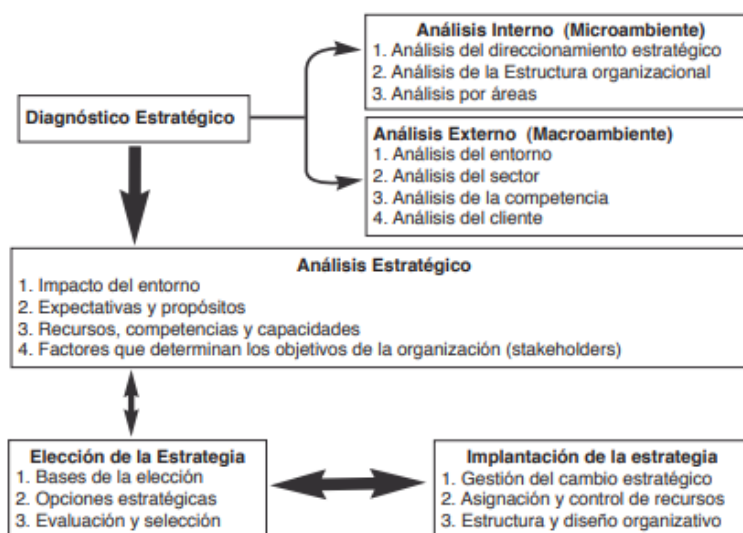 Análisis Interno (Microambiente)
1. Análisis del direccionamiento estratégico
2. Análisis de la Estructura organizacional
3. Análisis por áreas
Diagnóstico Estratégico
Análisis Externo (Macroambiente)
1. Análisis del entorno
2. Análisis del sector
3. Análisis de la competencia
4. Análisis del cliente
Análisis Estratégico
1. Impacto del entorno
2. Expectativas y propósitos
3. Recursos, competencias y capacidades
4. Factores que determinan los objetivos de la organización (stakeholders)
Elección de la Estrategia
1. Bases de la elección
2. Opciones estratégicas
3. Evaluación y selección
Implantación de la estrategia
1. Gestión del cambio estratégico
2. Asignación y control de recursos
3. Estructura y diseño organizativo